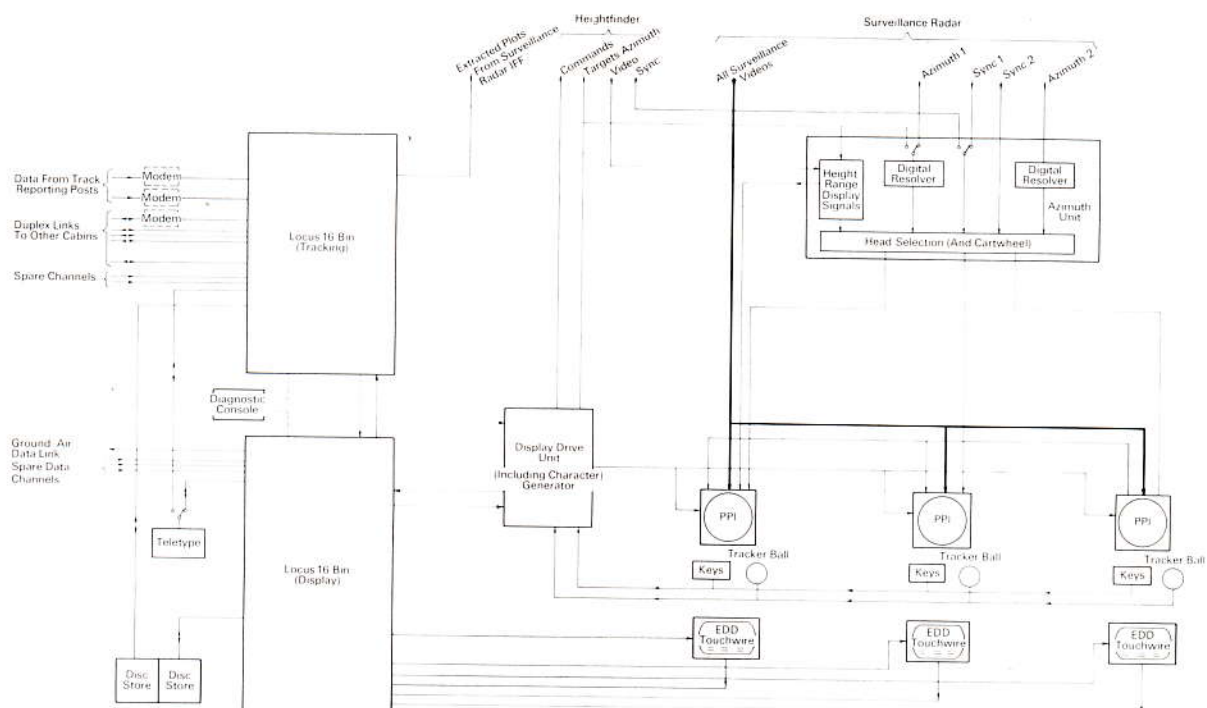 Heightfinder
Surveillance Radar
Extracted Plots
From Surveillance
Radar IFF
Commands
Targets Azimuth
Video
Sync
All Surveillance
Videos
Azimuth 1
Sync 1
Sync 2
Azimuth 2
Data From Track
Reporting Posts
Modem
Modem
Modem
Duplex Links
To Other Cabins
Spare Channels
Locus 16 Bin
(Tracking)
Height
Range
Display
Signals
Digital
Resolver
Digital
Resolver
Azimuth
Unit
Head Selection (And Cartwheel)
Diagnostic
Console
Ground Air
Data Link
Spare Data
Channels
Teletype
Locus 16 Bin
(Display)
Display Drive
Unit
(Including Character)
Generator
PPI
PPI
PPI
Tracker Ball
Tracker Ball
Tracker Ball
Keys
Keys
Keys
EDD
Touchwire
EDD
Touchwire
EDD
Touchwire
Disc
Store
Disc
Store